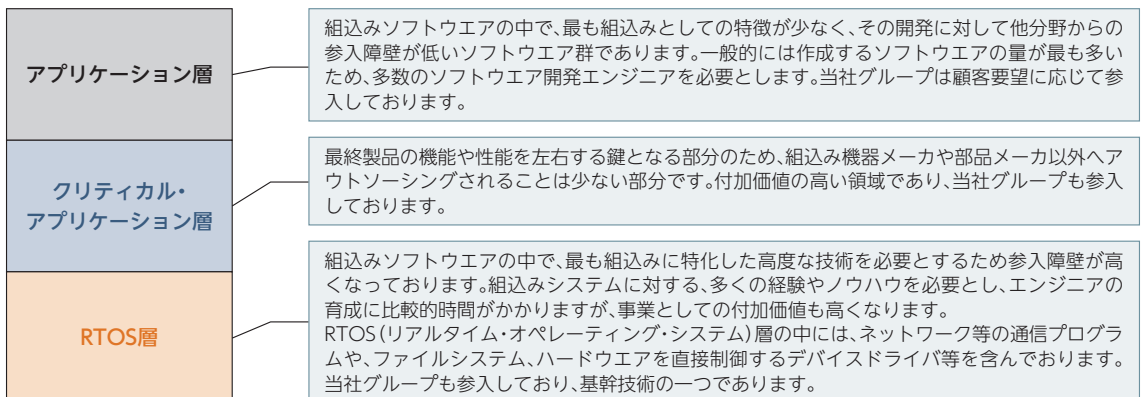 アプリケーション層
組込みソフトウエアの中で、最も組込みとしての特徴が少なく、その開発に対して他分野からの
参入障壁が低いソフトウエア群であります。一般的には作成するソフトウエアの量が最も多い
ため、多数のソフトウエア開発エンジニアを必要とします。当社グループは顧客要望に応じて参
入しております。
クリティカル・
アプリケーション層
最終製品の機能や性能を左右する鍵となる部分のため、組込み機器メーカや部品メーカ以外へア
ウトソーシングされることは少ない部分です。付加価値の高い領域であり、当社グループも参入
しております。
RTOS層
組込みソフトウエアの中で、最も組込みに特化した高度な技術を必要とするため参入障壁が高
くなっております。組込みシステムに対する、多くの経験やノウハウを必要とし、エンジニアの
育成に比較的時間がかかりますが、事業としての付加価値も高くなります。
RTOS(リアルタイム・オペレーティング・システム)層の中には、ネットワーク等の通信プログラ
ムや、ファイルシステム、ハードウエアを直接制御するデバイスドライバ等を含んでおります。
当社グループも参入しており、基幹技術の一つであります。